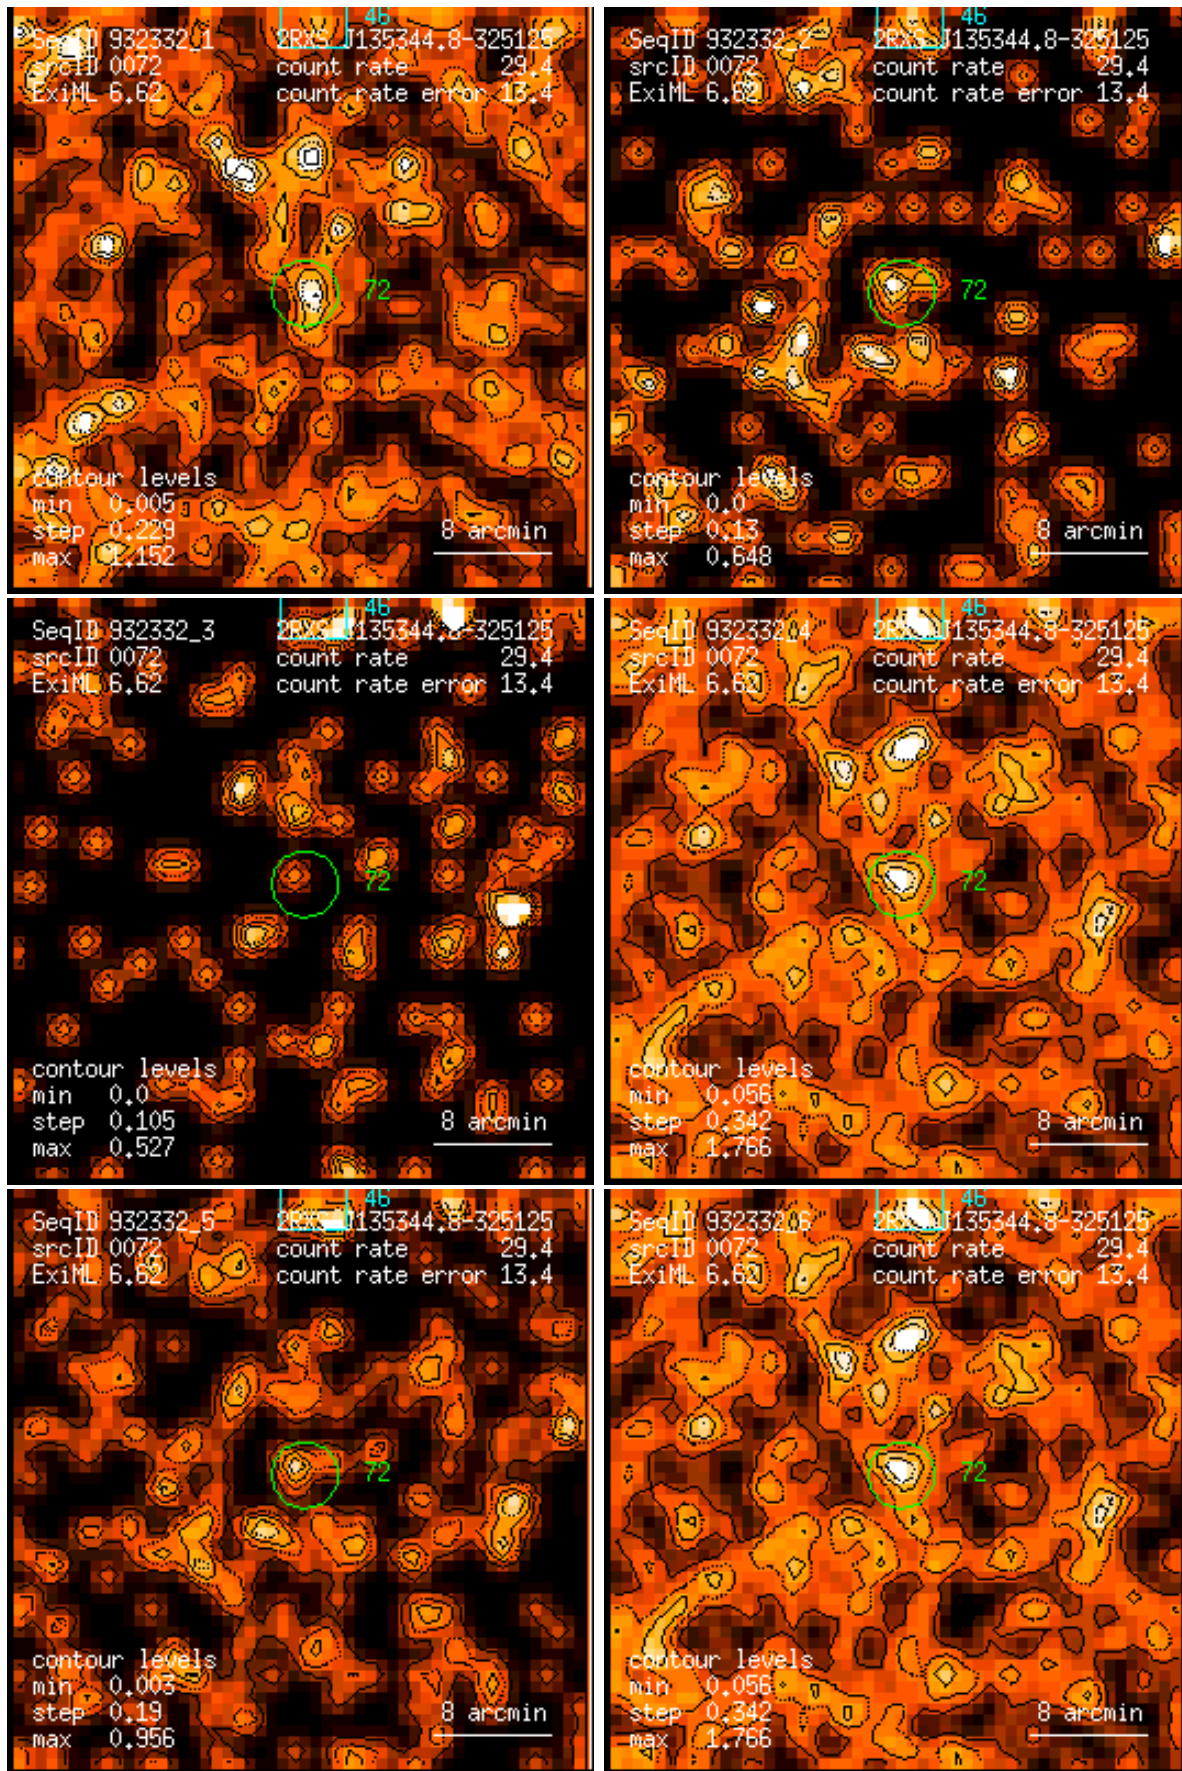 46
SeqID 932332_1 2RXS J135344.8-325125
srcID 0072 count rate 29.4
ExiML 6.62 count rate error 13.4
72
contour levels
min 0.005
step 0.229 8 arcmin
max 1.152
46
SeqID 932332_2 2RXS J135344.8-325125
srcID 0072 count rate 29.4
ExiML 6.62 count rate error 13.4
72
contour levels
min 0.0
step 0.13 8 arcmin
max 0.648
46
SeqID 932332_3 2RXS J135344.8-325125
srcID 0072 count rate 29.4
ExiML 6.62 count rate error 13.4
72
contour levels
min 0.0
step 0.105 8 arcmin
max 0.527
46
SeqID 932332_4 2RXS J135344.8-325125
srcID 0072 count rate 29.4
ExiML 6.62 count rate error 13.4
72
contour levels
min 0.056
step 0.342 8 arcmin
max 1.766
46
SeqID 932332_5 2RXS J135344.8-325125
srcID 0072 count rate 29.4
ExiML 6.62 count rate error 13.4
72
contour levels
min 0.003
step 0.19 8 arcmin
max 0.956
46
SeqID 932332_6 2RXS J135344.8-325125
srcID 0072 count rate 29.4
ExiML 6.62 count rate error 13.4
72
contour levels
min 0.056
step 0.342 8 arcmin
max 1.766